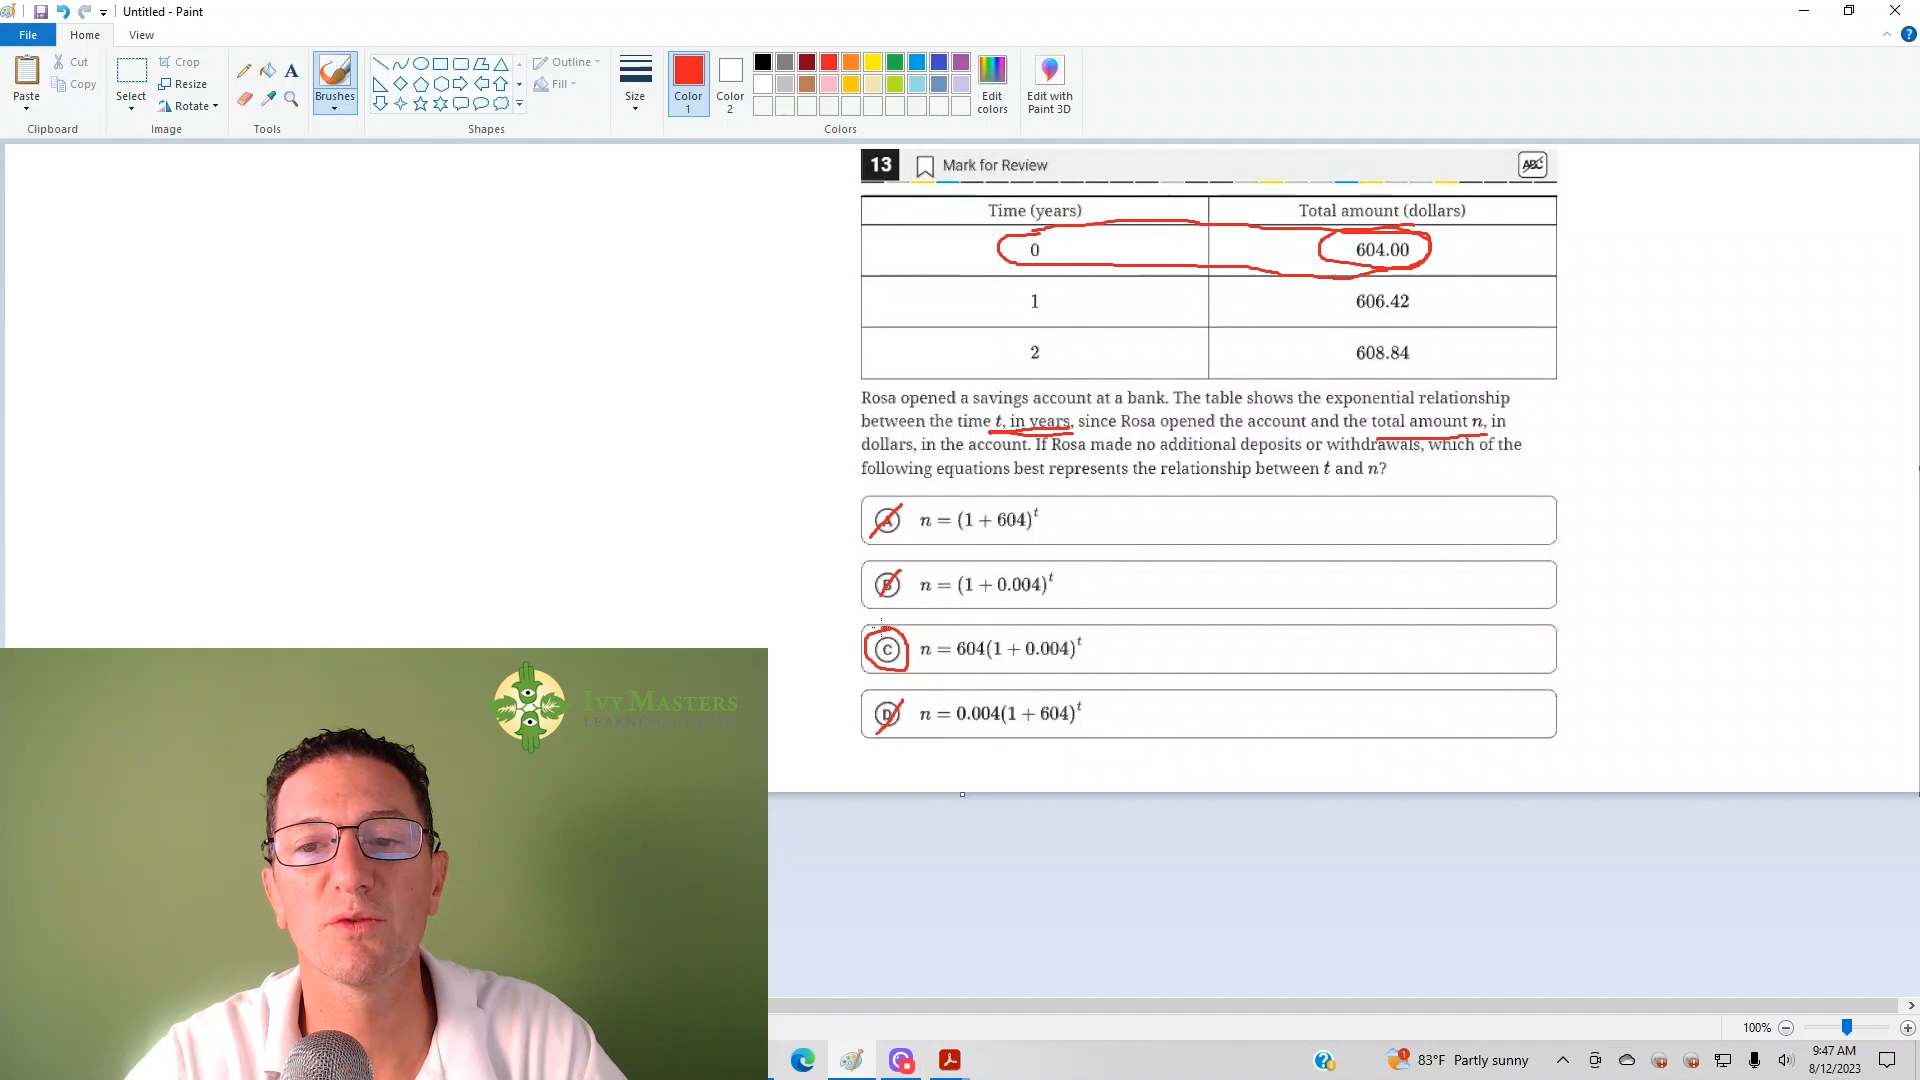 Untitled - Paint
File
Home
View
Paste
Cut
Copy
Clipboard
Select
Crop
Resize
Rotate
Image
A
Tools
Brushes
Outline
Fill
Shapes
Size
Color 1
Color 2
Colors
Edit colors
Edit with Paint 3D
13 Mark for Review ABC
Time (years) Total amount (dollars)
0 604.00
1 606.42
2 608.84
Rosa opened a savings account at a bank. The table shows the exponential relationship
between the time t, in years, since Rosa opened the account and the total amount n, in
dollars, in the account. If Rosa made no additional deposits or withdrawals, which of the
following equations best represents the relationship between t and n?
A n = (1 + 604)^t
B n = (1 + 0.004)^t
C n = 604(1 + 0.004)^t
D n = 0.004(1 + 604)^t
IVY MASTERS
LEARNING CENTER
100%
83°F Partly sunny
9:47 AM
8/12/2023